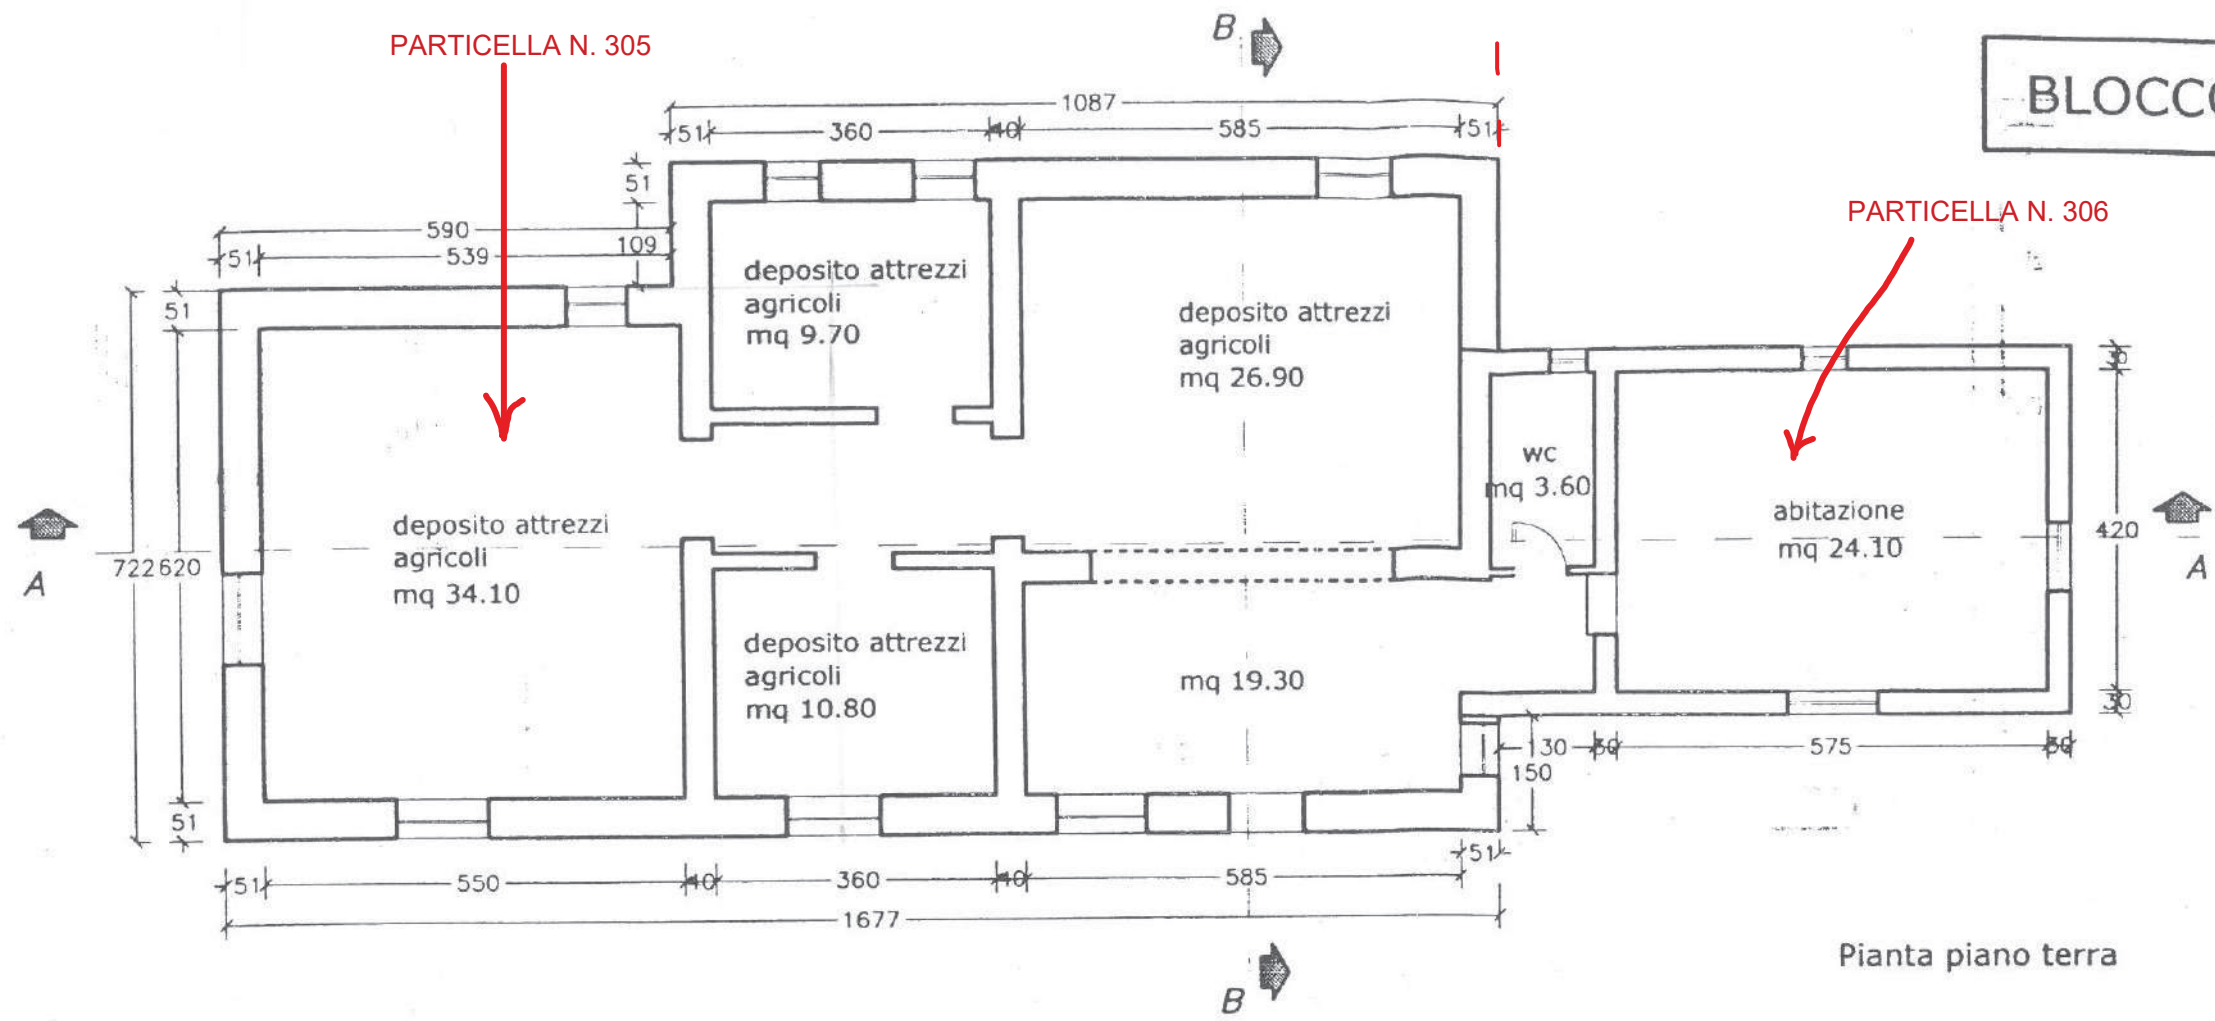 B
PARTICELLA N. 305
1087
51
360
40
585
51
BLOCCO
51
PARTICELLA N. 306
590
109
51
539
deposito attrezzi
agricoli
mq 9.70
51
deposito attrezzi
agricoli
mq 26.90
30
wc
mq 3.60
abitazione
mq 24.10
420
A
A
deposito attrezzi
agricoli
mq 34.10
722
620
deposito attrezzi
agricoli
mq 10.80
mq 19.30
30
130
30
575
30
150
51
51
51
550
40
360
40
585
1677
Pianta piano terra
B